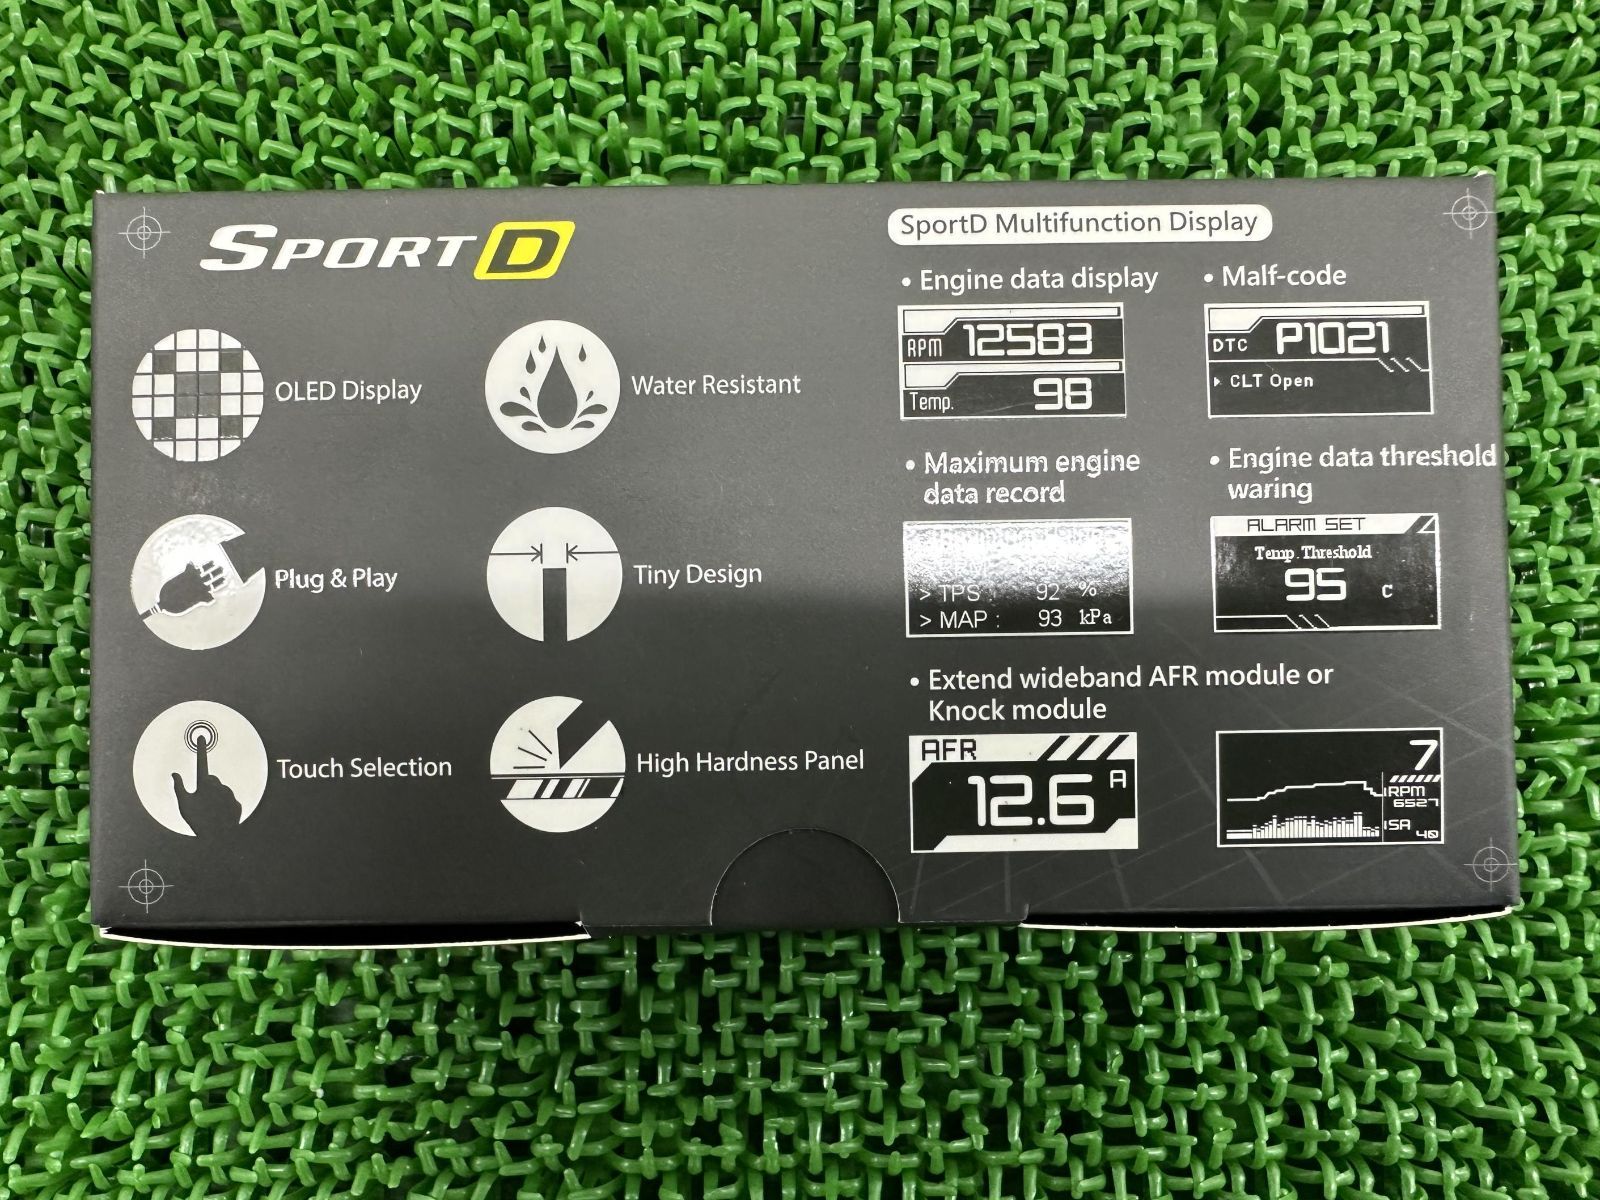 SPORT D
OLED Display
Water Resistant
Plug & Play
Tiny Design
Touch Selection
High Hardness Panel
SportD Multifunction Display
• Engine data display
RPM 12583
Temp. 98
• Malf-code
DTC P1021
CLT Open
• Maximum engine
data record
> TPS : 92 %
> MAP : 93 kPa
• Engine data threshold
waring
ALARM SET
Temp. Threshold
95 C
• Extend wideband AFR module or
Knock module
AFR
12.6 A
7
RPM
6527
ISA
40